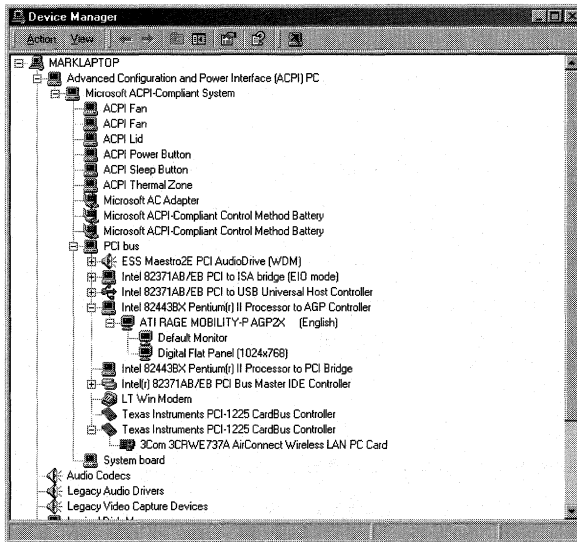 Device Manager
Action View
MARKLAPTOP
Advanced Configuration and Power Interface (ACPI) PC
Microsoft ACPI-Compliant System
ACPI Fan
ACPI Fan
ACPI Lid
ACPI Power Button
ACPI Sleep Button
ACPI Thermal Zone
Microsoft AC Adapter
Microsoft ACPI-Compliant Control Method Battery
Microsoft ACPI-Compliant Control Method Battery
PCI bus
ESS Maestro2E PCI AudioDrive (WDM)
Intel 82371AB/EB PCI to ISA bridge (EIO mode)
Intel 82371AB/EB PCI to USB Universal Host Controller
Intel 82443BX Pentium(r) II Processor to AGP Controller
ATI RAGE MOBILITY-P AGP2X (English)
Default Monitor
Digital Flat Panel (1024x768)
Intel 82443BX Pentium(r) II Processor to PCI Bridge
Intel(r) 82371AB/EB PCI Bus Master IDE Controller
LT Win Modem
Texas Instruments PCI-1225 CardBus Controller
Texas Instruments PCI-1225 CardBus Controller
3Com 3CRWE737A AirConnect Wireless LAN PC Card
System board
Audio Codecs
Legacy Audio Drivers
Legacy Video Capture Devices